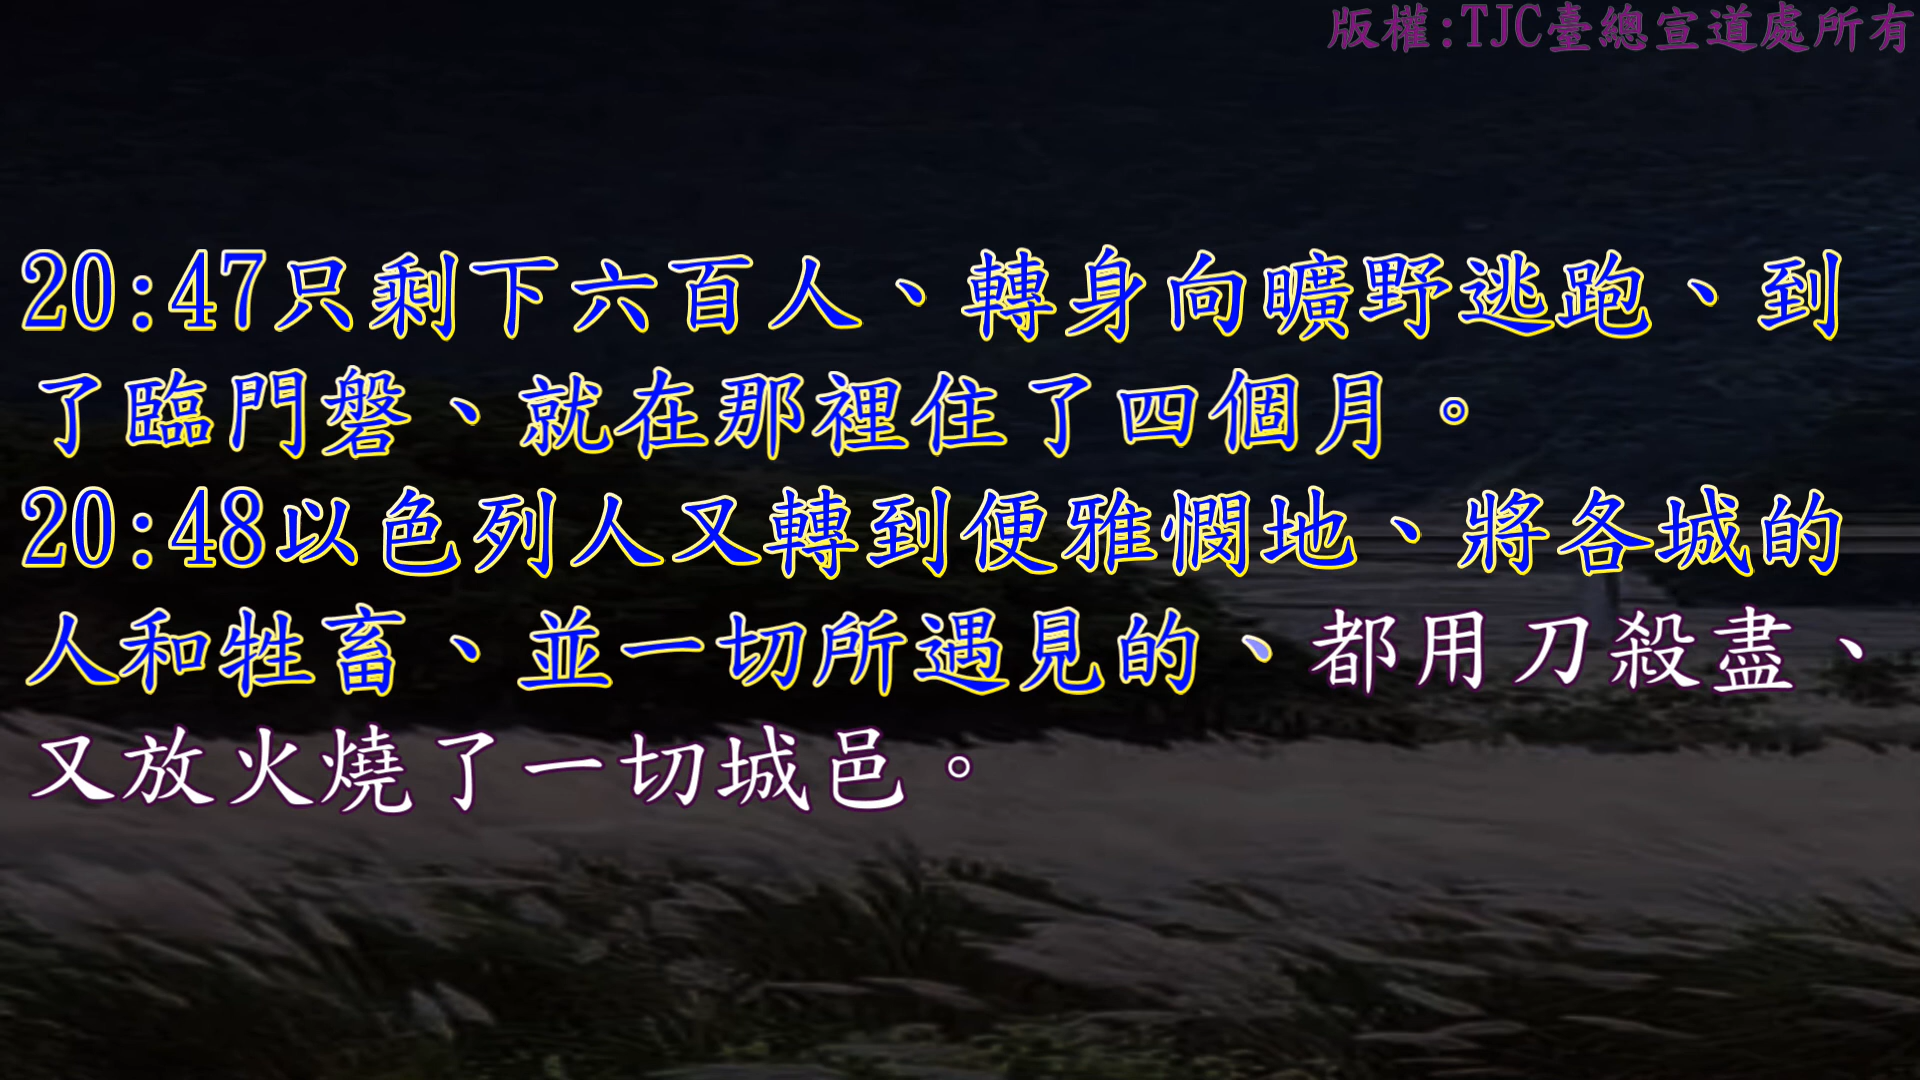 版權:TJC臺總宣道處所有
20:47只剩下六百人、轉身向曠野逃跑、到
了臨門磐、就在那裡住了四個月。
20:48以色列人又轉到便雅憫地、將各城的
人和牲畜、並一切所遇見的、都用刀殺盡、
又放火燒了一切城邑。